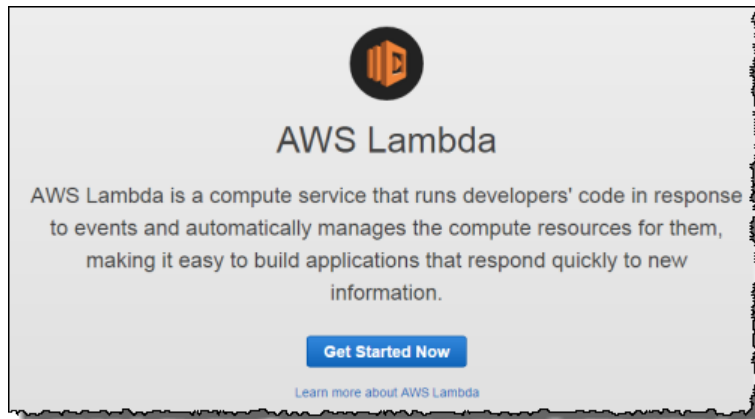 AWS Lambda
AWS Lambda is a compute service that runs developers' code in response
to events and automatically manages the compute resources for them,
making it easy to build applications that respond quickly to new
information.
Get Started Now
Learn more about AWS Lambda